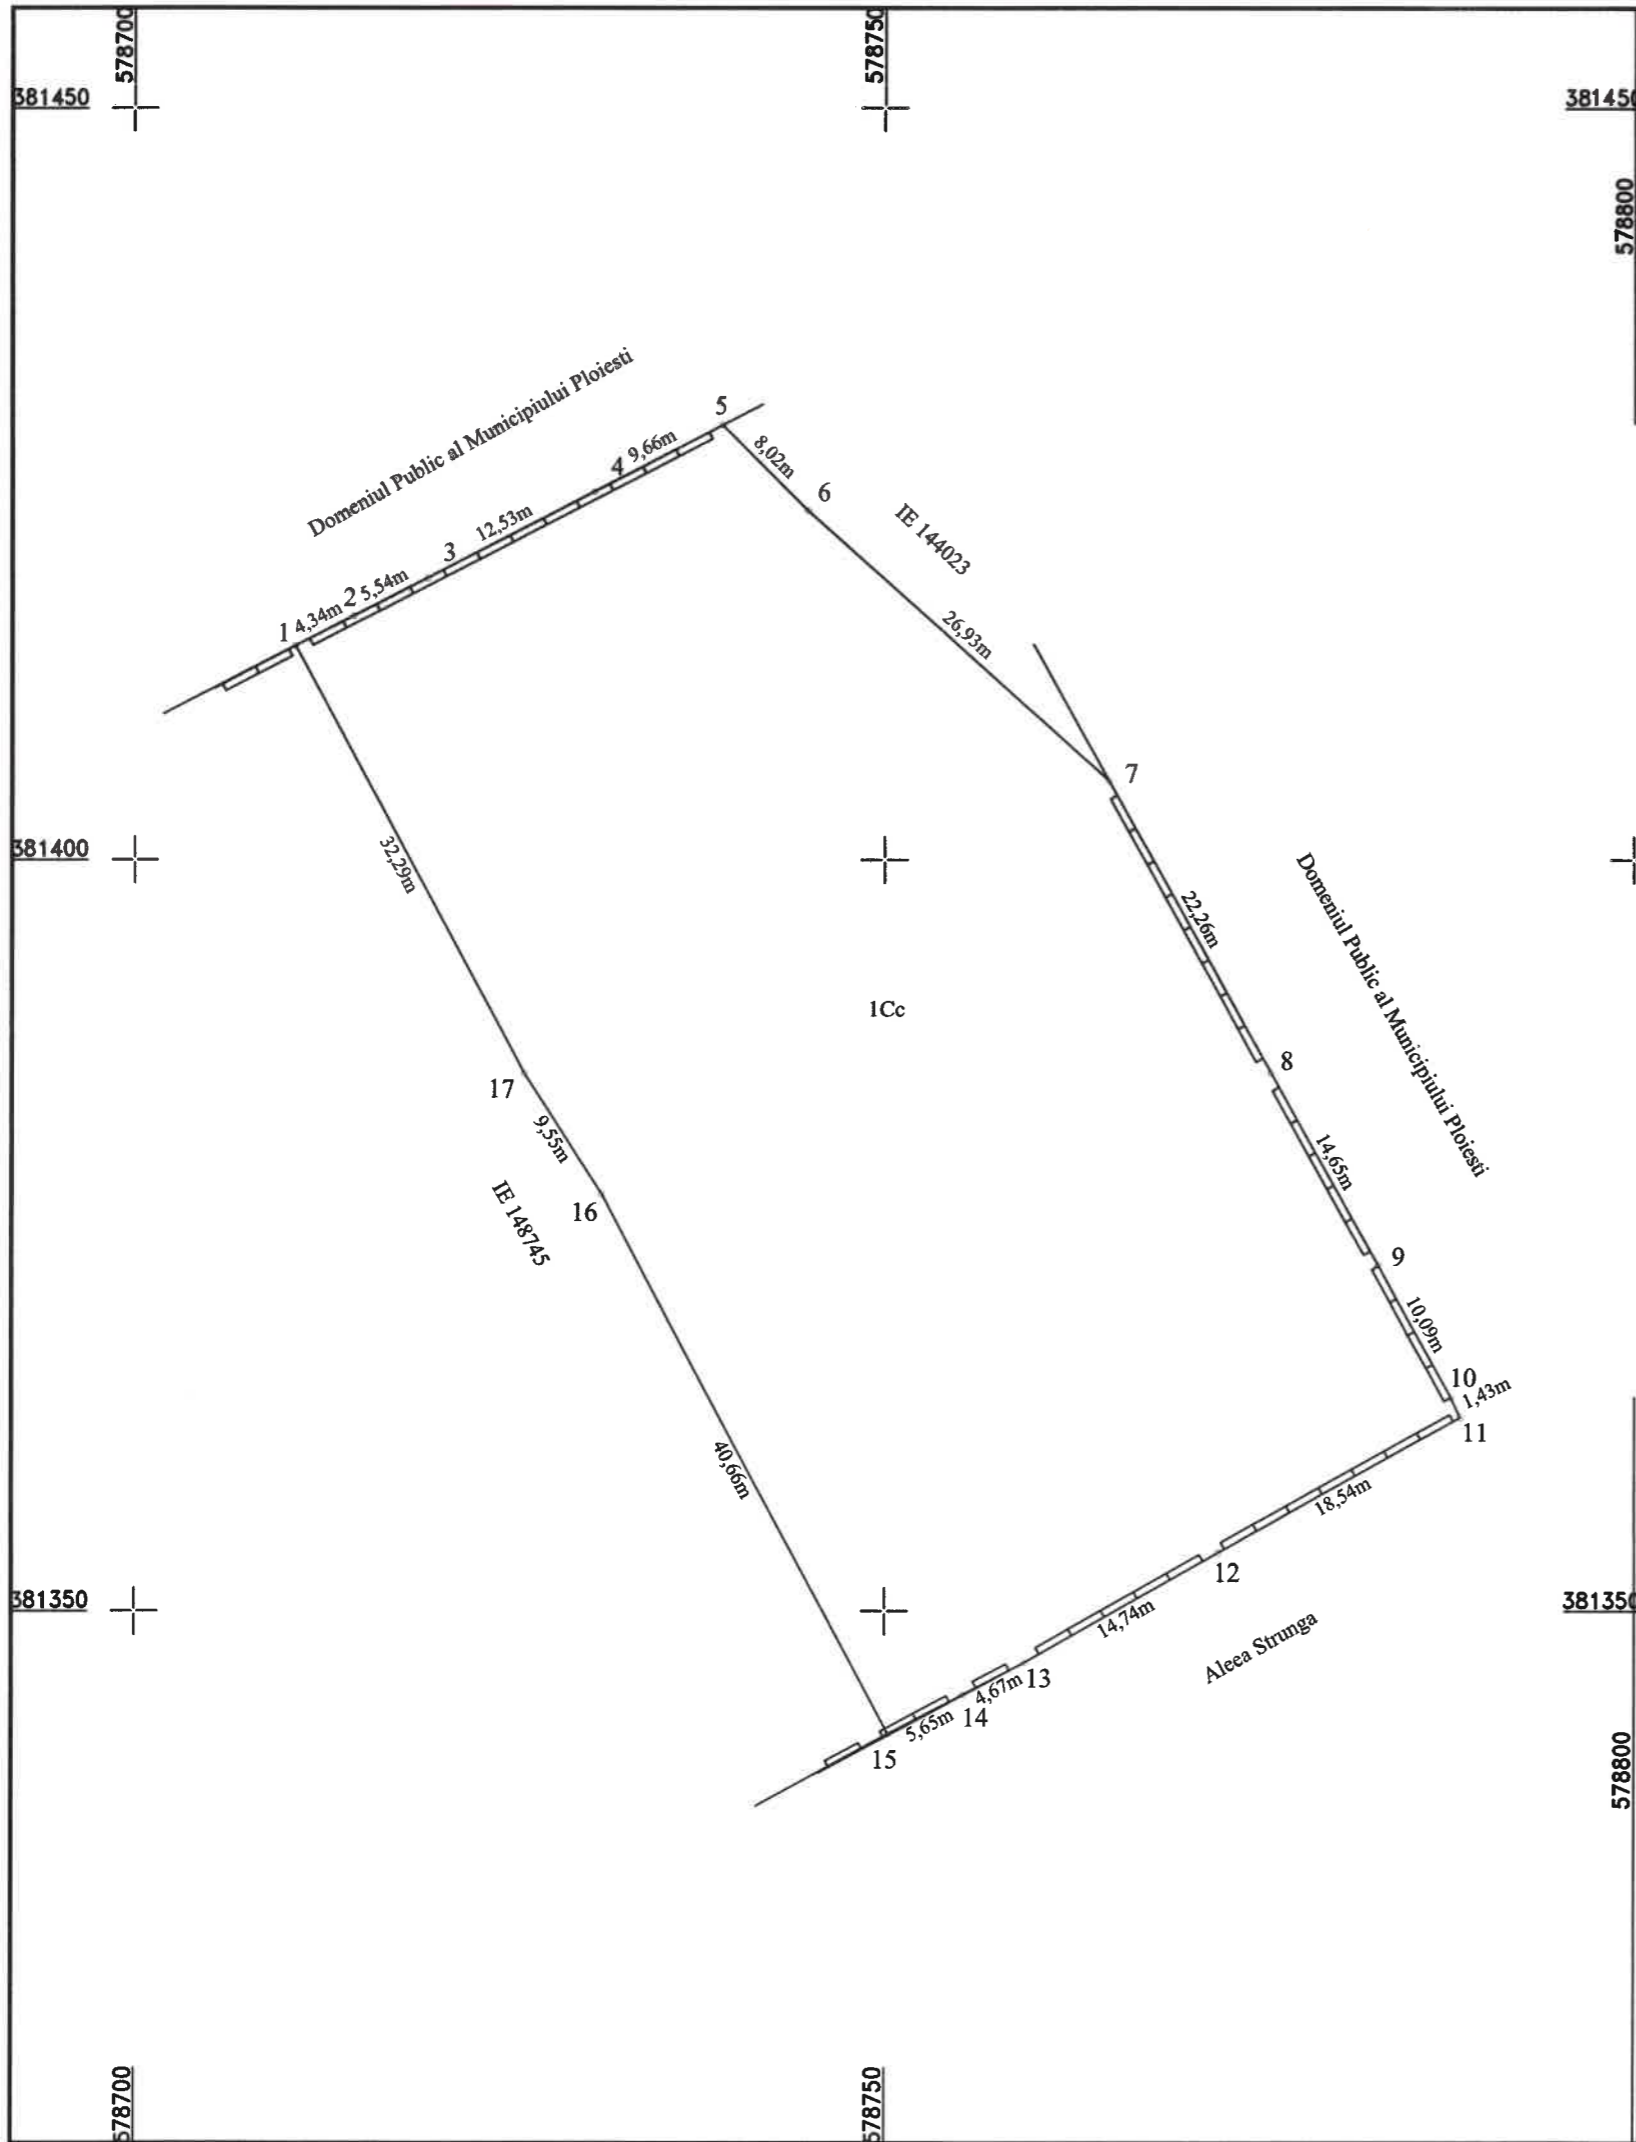 578700
578750
381450
381450
578800
Domeniul Public al Municipiului Ploiesti
5
8,02m
4
9,66m
6
IE 144023
12,53m
3
5,54m
2
4,34m
1
26,93m
7
381400
32,29m
22,26m
Domeniul Public al Municipiului Ploiesti
1Cc
8
17
9,55m
14,65m
16
IE 148745
9
10,09m
10
1,43m
11
40,66m
18,54m
12
381350
381350
14,74m
Aleea Strunga
13
4,67m
14
5,65m
15
578800
578700
578750